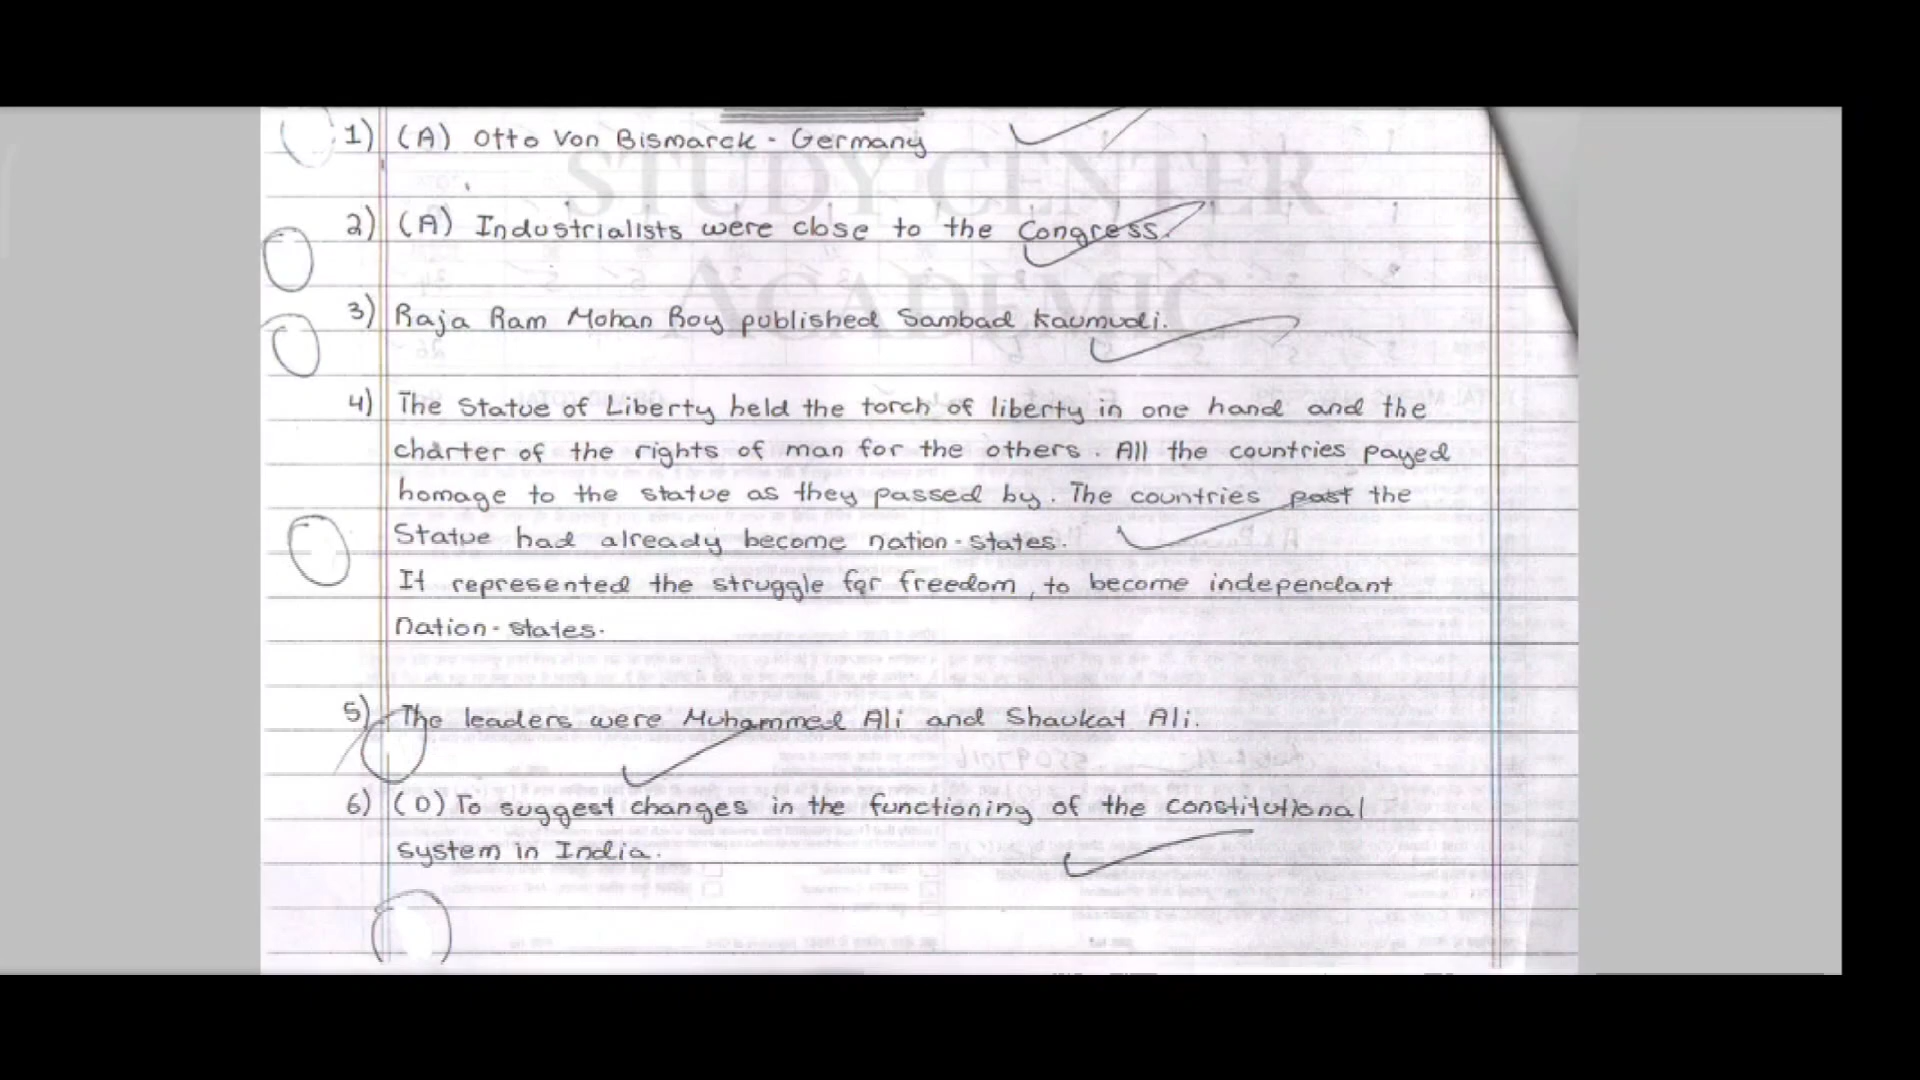 STUDY CENTER
ACADEMIC
1) (A) Otto Von Bismarck - Germany
2) (A) Industrialists were close to the Congress.
3) Raja Ram Mohan Roy published Sambad Kaumudi.
4) The Statue of Liberty held the torch of liberty in one hand and the
charter of the rights of man for the others. All the countries payed
homage to the statue as they passed by. The countries past the
Statue had already become nation-states.
It represented the struggle for freedom, to become independant
nation-states.
5) The leaders were Muhammed Ali and Shaukat Ali.
6) (D) To suggest changes in the functioning of the constitutional
system in India.